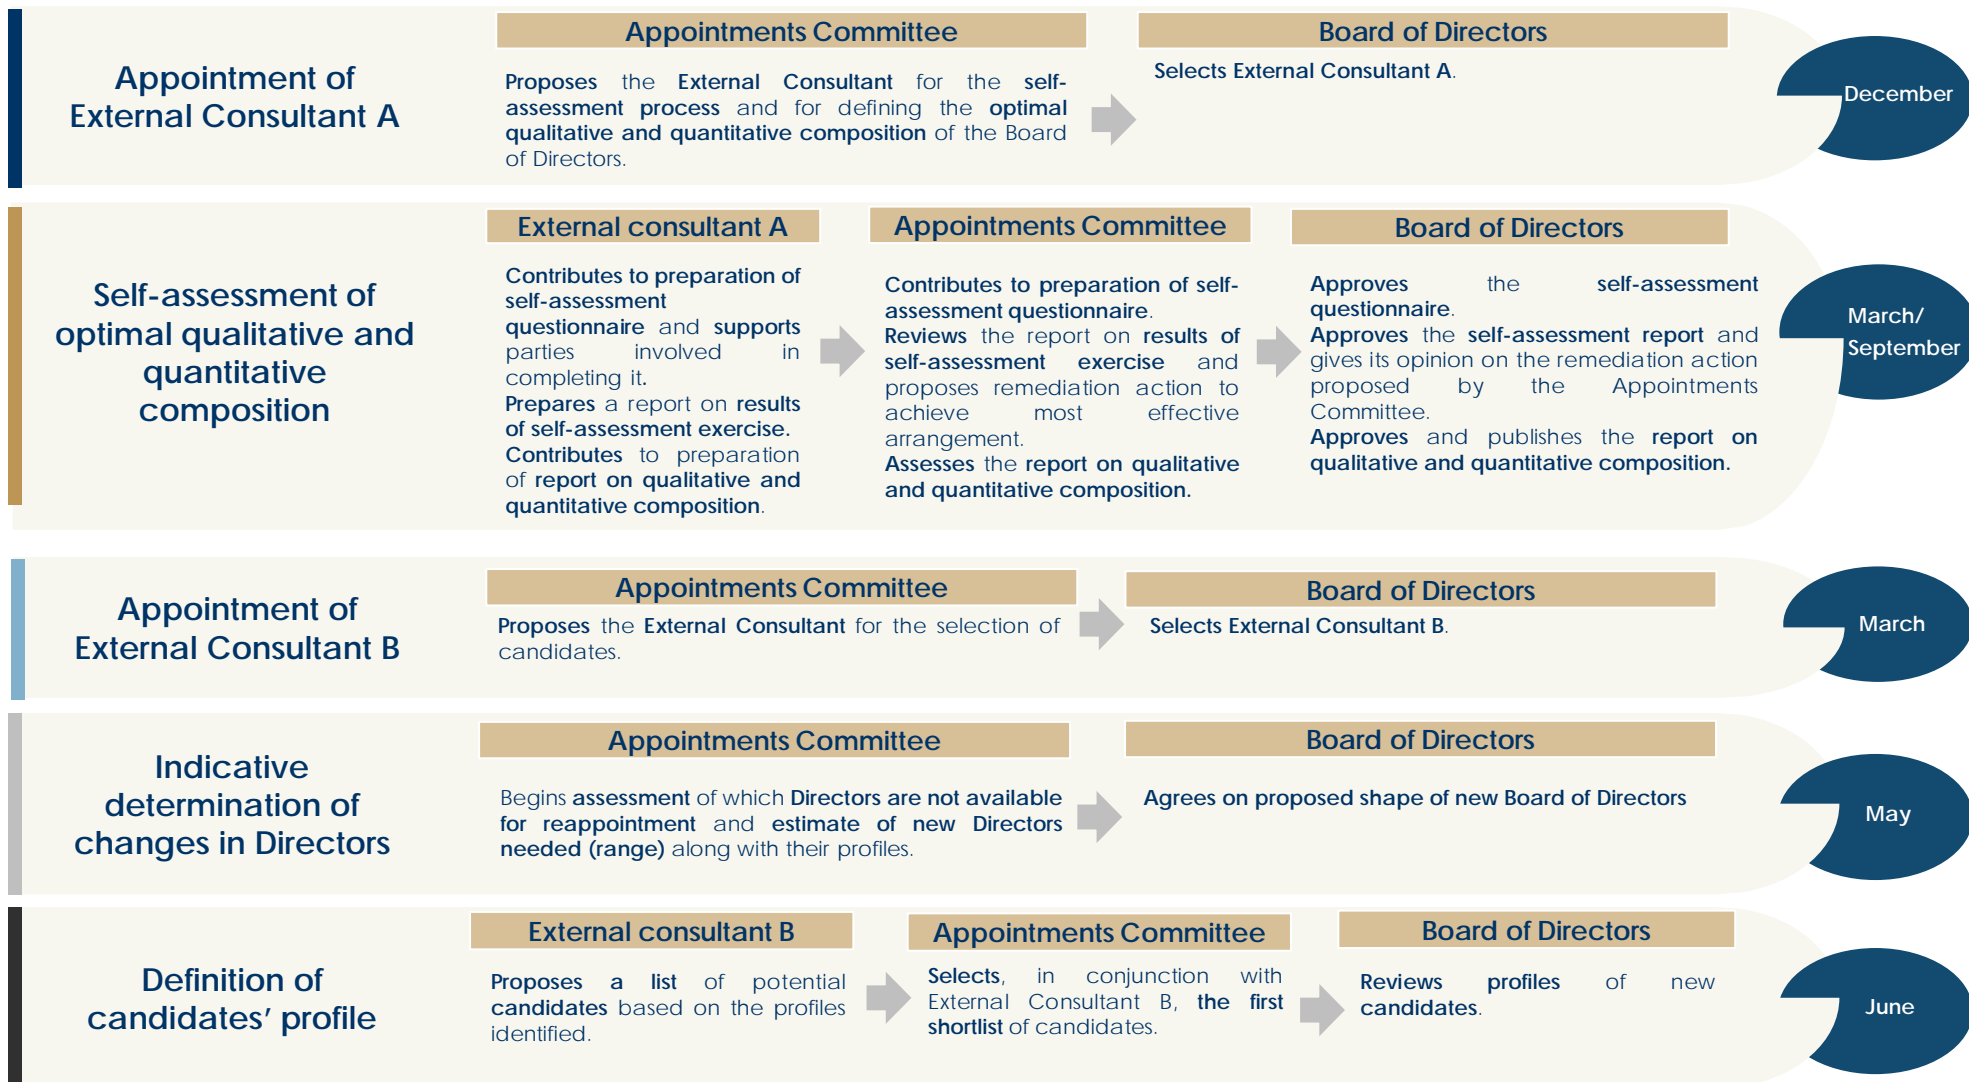 Appointment of
External Consultant A
Appointments Committee
Proposes the External Consultant for the self-
assessment process and for defining the optimal
qualitative and quantitative composition of the Board
of Directors.
Board of Directors
Selects External Consultant A.
December
Self-assessment of
optimal qualitative and
quantitative
composition
External consultant A
Contributes to preparation of
self-assessment
questionnaire and supports
parties involved in
completing it.
Prepares a report on results
of self-assessment exercise.
Contributes to preparation
of report on qualitative and
quantitative composition.
Appointments Committee
Contributes to preparation of self-
assessment questionnaire.
Reviews the report on results of
self-assessment exercise and
proposes remediation action to
achieve most effective
arrangement.
Assesses the report on qualitative
and quantitative composition.
Board of Directors
Approves the self-assessment
questionnaire.
Approves the self-assessment report and
gives its opinion on the remediation action
proposed by the Appointments
Committee.
Approves and publishes the report on
qualitative and quantitative composition.
March/
September
Appointment of
External Consultant B
Appointments Committee
Proposes the External Consultant for the selection of
candidates.
Board of Directors
Selects External Consultant B.
March
Indicative
determination of
changes in Directors
Appointments Committee
Begins assessment of which Directors are not available
for reappointment and estimate of new Directors
needed (range) along with their profiles.
Board of Directors
Agrees on proposed shape of new Board of Directors
May
Definition of
candidates’ profile
External consultant B
Proposes a list of potential
candidates based on the profiles
identified.
Appointments Committee
Selects, in conjunction with
External Consultant B, the first
shortlist of candidates.
Board of Directors
Reviews profiles of new
candidates.
June